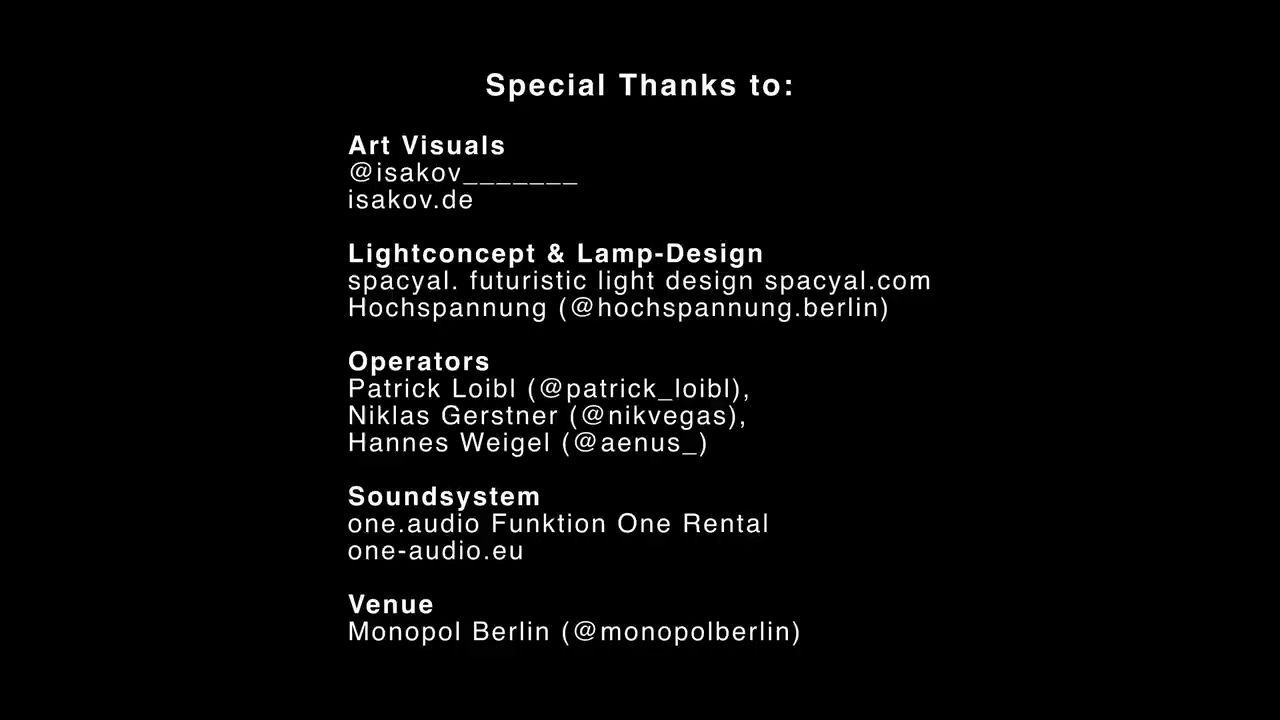 Special Thanks to:
Art Visuals
@isakov_______
isakov.de
Lightconcept & Lamp-Design
spacyal. futuristic light design spacyal.com
Hochspannung (@hochspannung.berlin)
Operators
Patrick Loibl (@patrick_loibl),
Niklas Gerstner (@nikvegas),
Hannes Weigel (@aenus_)
Soundsystem
one.audio Funktion One Rental
one-audio.eu
Venue
Monopol Berlin (@monopolberlin)